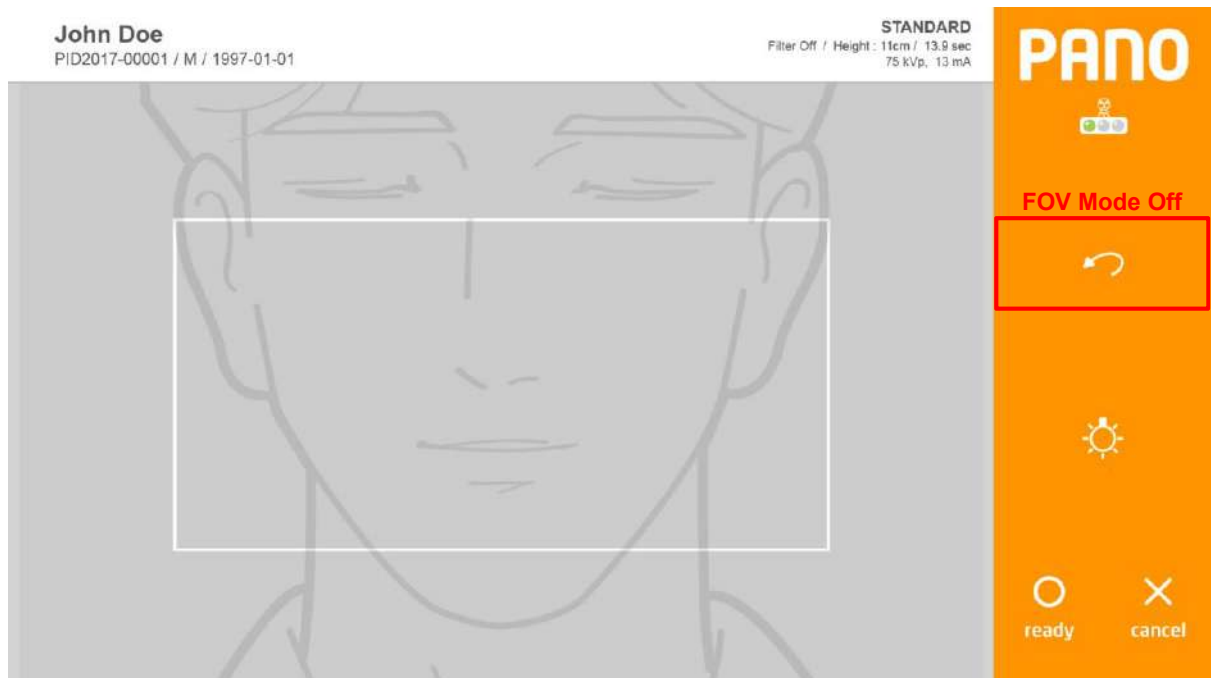 John Doe
PID2017-00001 / M / 1997-01-01
STANDARD
Filter Off / Height : 11cm / 13.9 sec
75 kVp, 13 mA
PANO
FOV Mode Off
ready
cancel